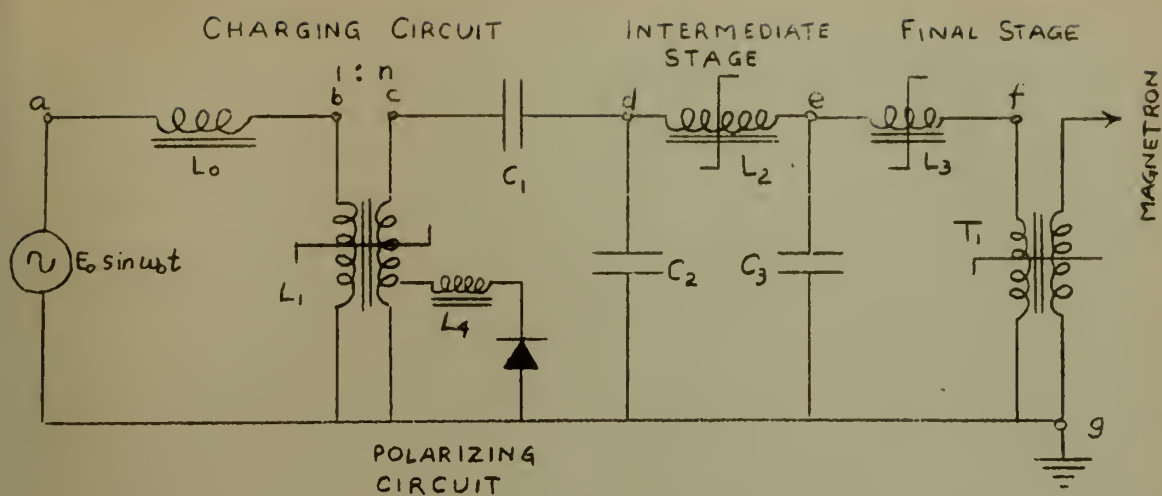 CHARGING CIRCUIT
INTERMEDIATE
STAGE
FINAL STAGE
1 : n
a
b
c
d
e
f
L0
C1
L2
L3
MAGNETRON
E0 sin ω0t
L1
L4
C2
C3
T1
g
POLARIZING
CIRCUIT